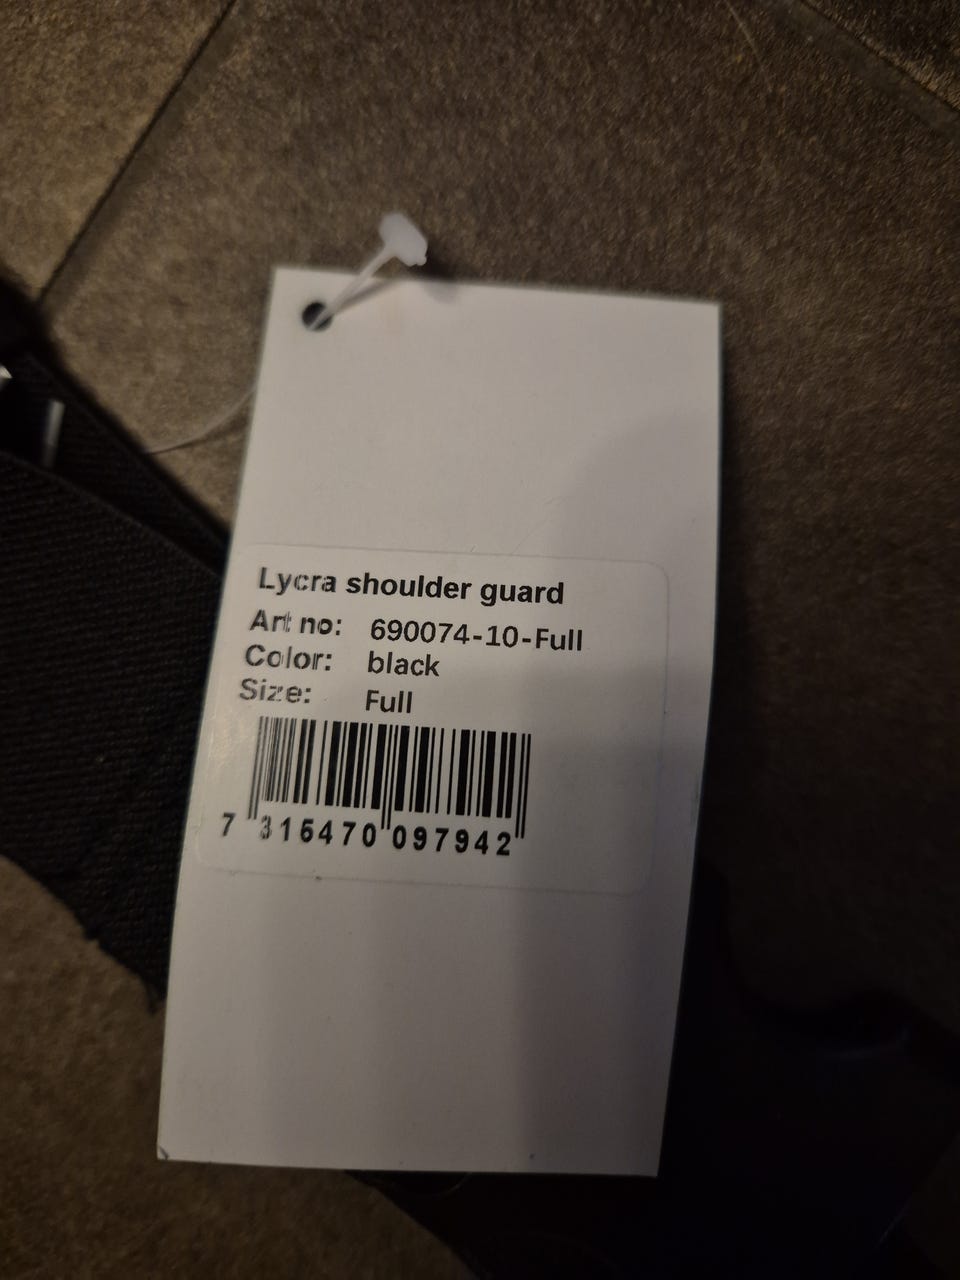 Lycra shoulder guard
Art no: 690074-10-Full
Color: black
Size: Full
7 316470 097942